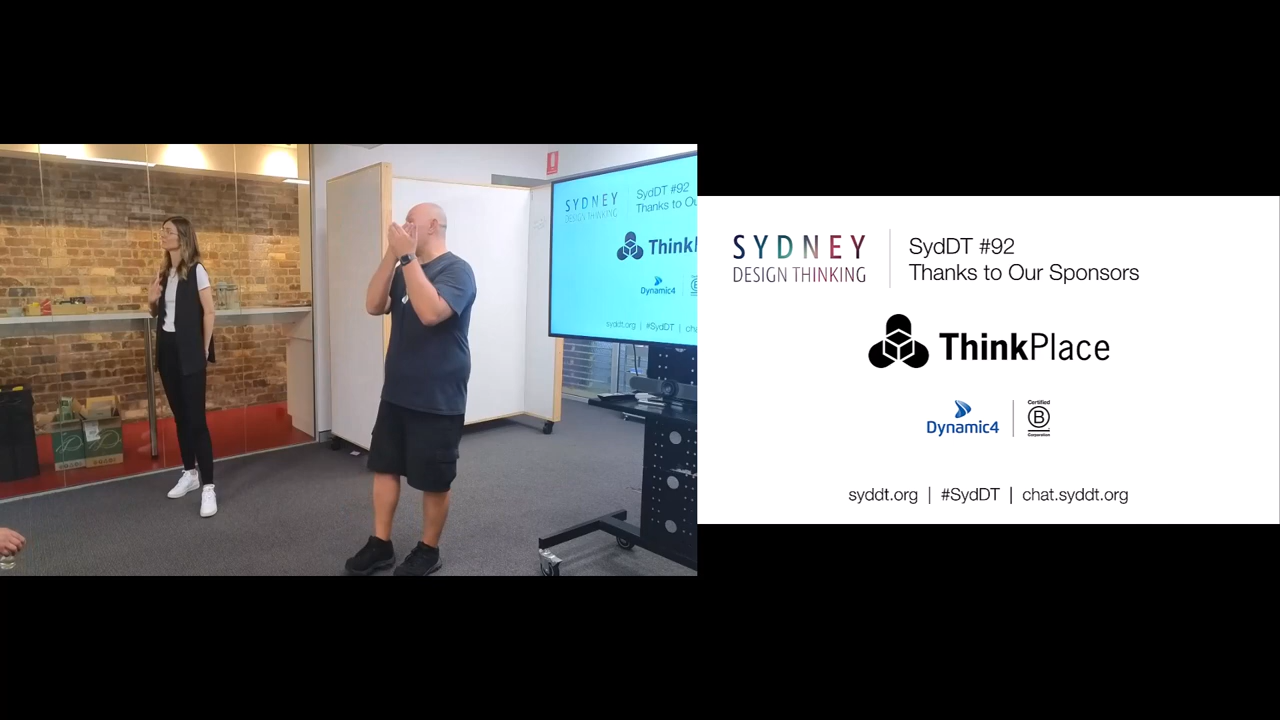 SYDNEY
DESIGN THINKING
SydDT #92
Thanks to Ou
Think
Dynamic4
syddt.org | #SydDT | cha
SYDNEY
DESIGN THINKING
SydDT #92
Thanks to Our Sponsors
ThinkPlace
Dynamic4
Certified
B
Corporation
syddt.org | #SydDT | chat.syddt.org